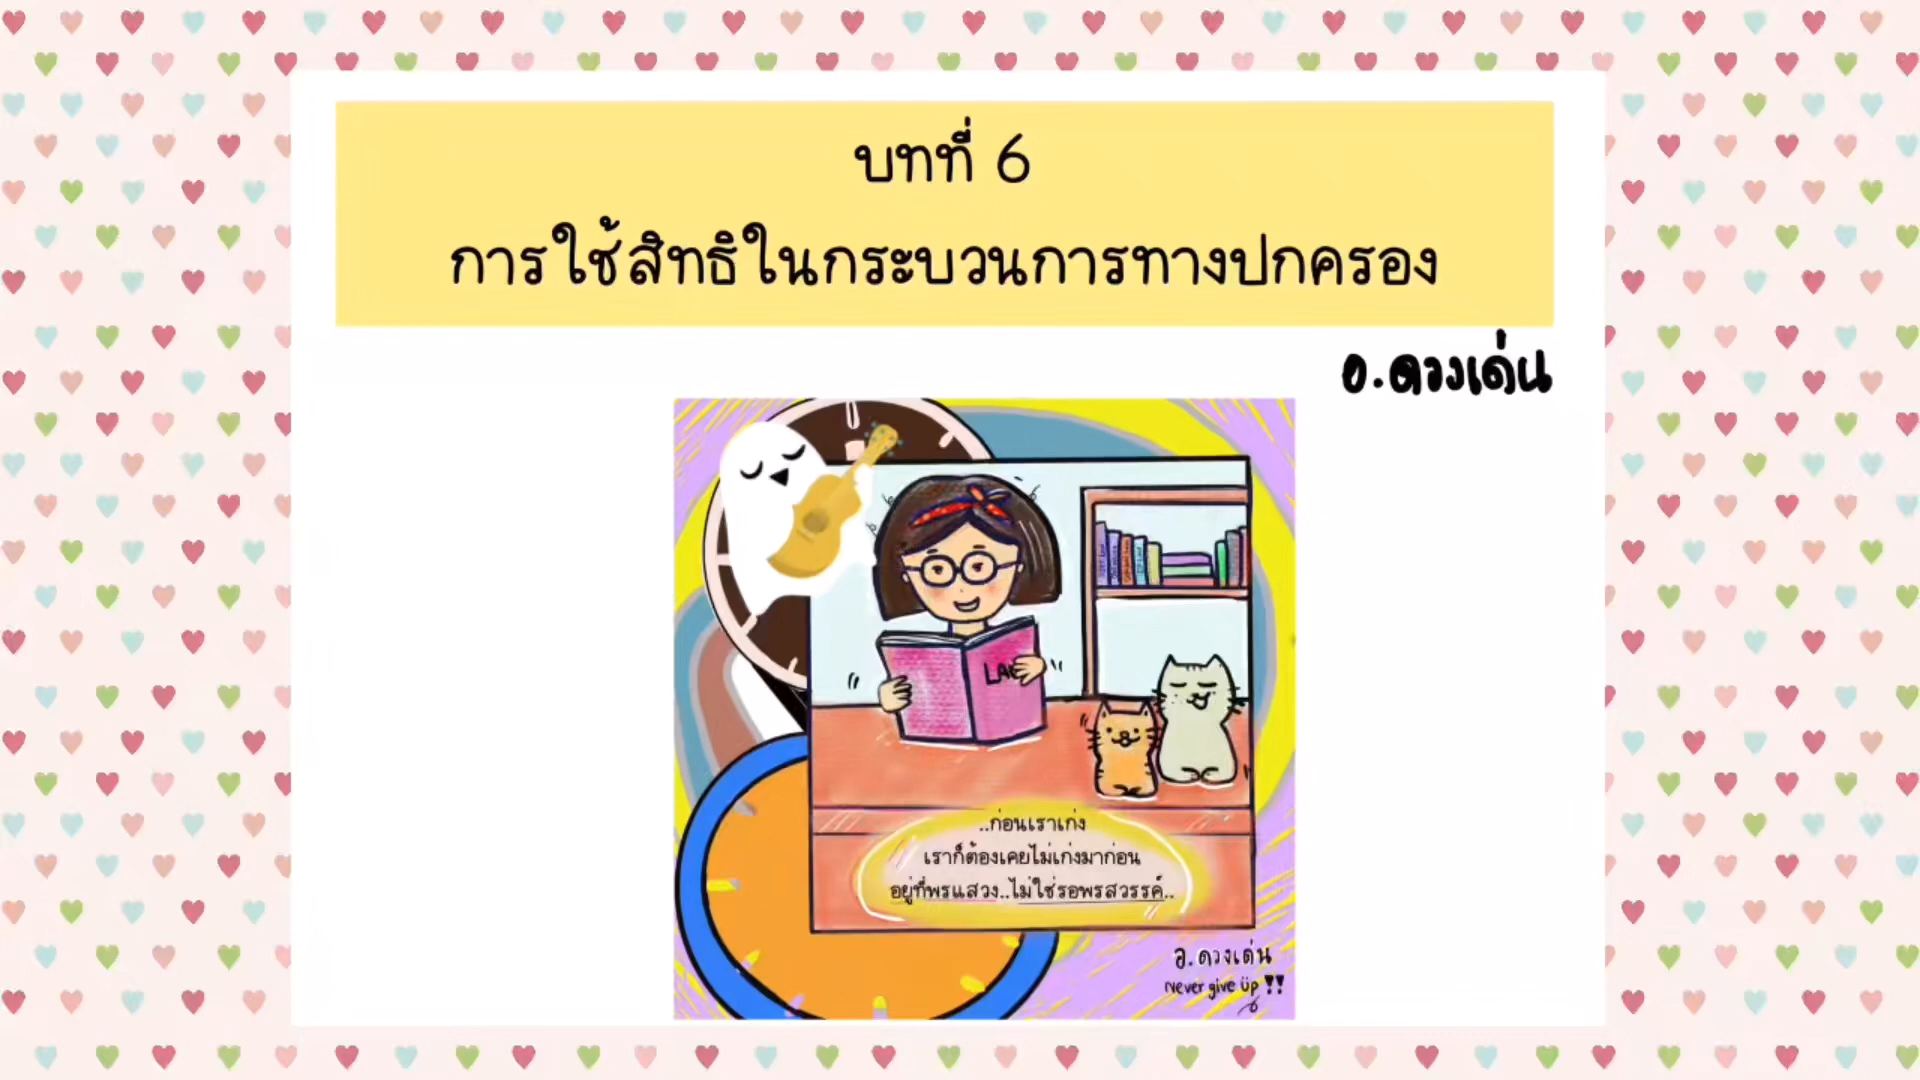 บทที่ 6
การใช้สิทธิในกระบวนการทางปกครอง
อ.ดวงเด่น
LAW
..ก่อนเราเก่ง
เราก็ต้องเคยไม่เก่งมาก่อน
อยู่ที่พรแสวง..ไม่ใช่รอพรสวรรค์..
อ.ดวงเด่น
Never give up !!